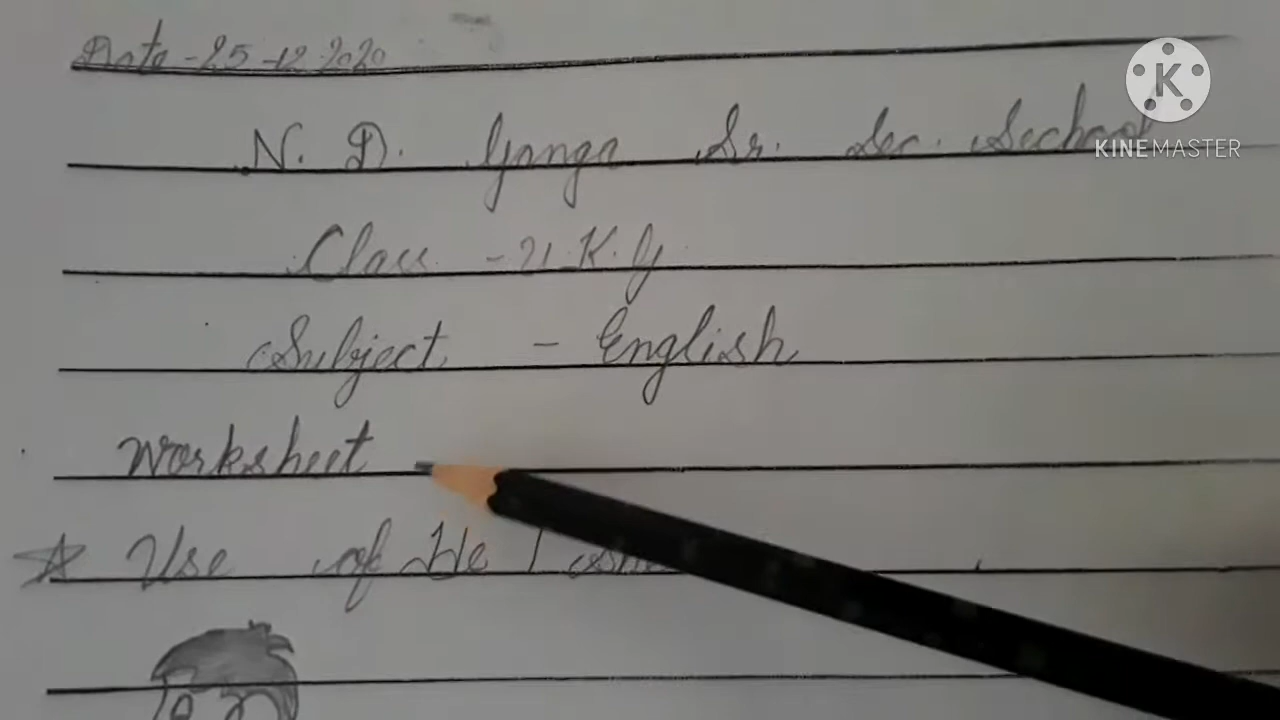 Date - 25-12-2020
N. D. Ganga Sr. Sec. School
Class - U.K.G
Subject - English
Worksheet
Use of He /
K
KINEMASTER